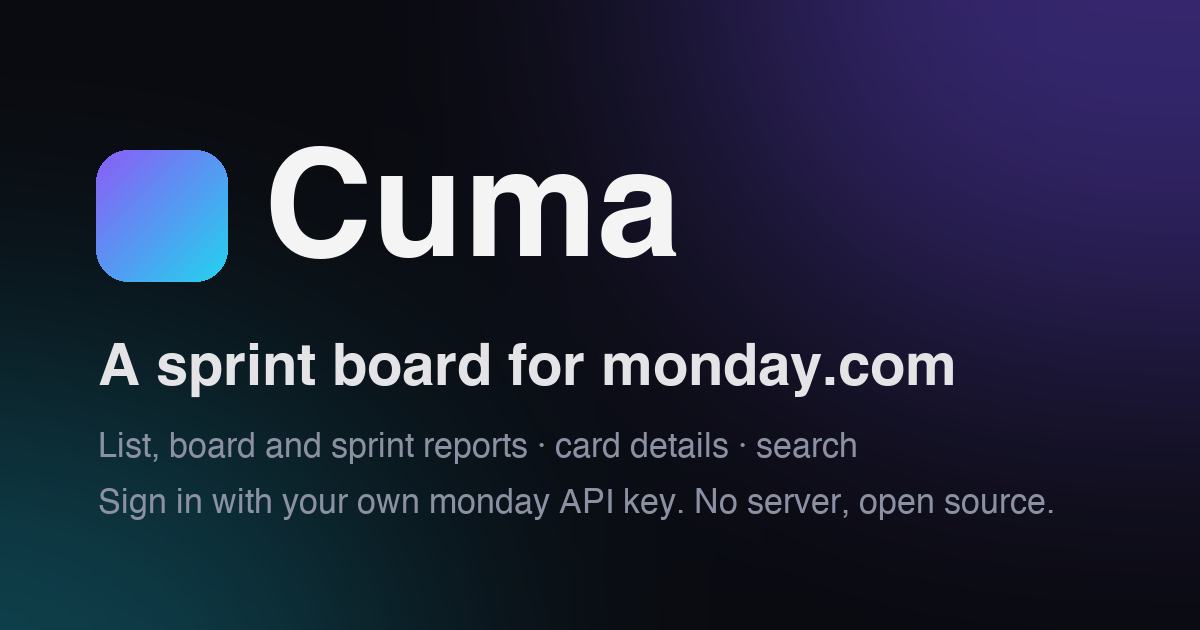 Cuma
A sprint board for monday.com
List, board and sprint reports · card details · search
Sign in with your own monday API key. No server, open source.